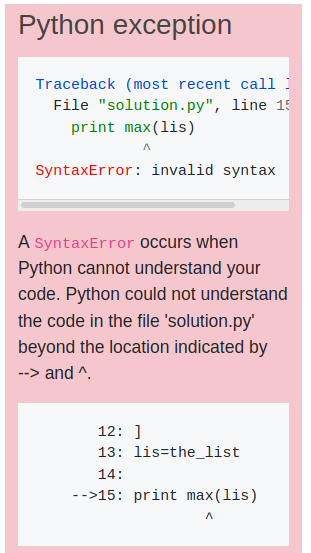 Python exception
Traceback (most recent call
File "solution.py", line 15
print max(lis)
^
SyntaxError: invalid syntax
A SyntaxError occurs when
Python cannot understand your
code. Python could not understand
the code in the file 'solution.py'
beyond the location indicated by
--> and ^.
12: ]
13: lis=the_list
14:
-->15: print max(lis)
^